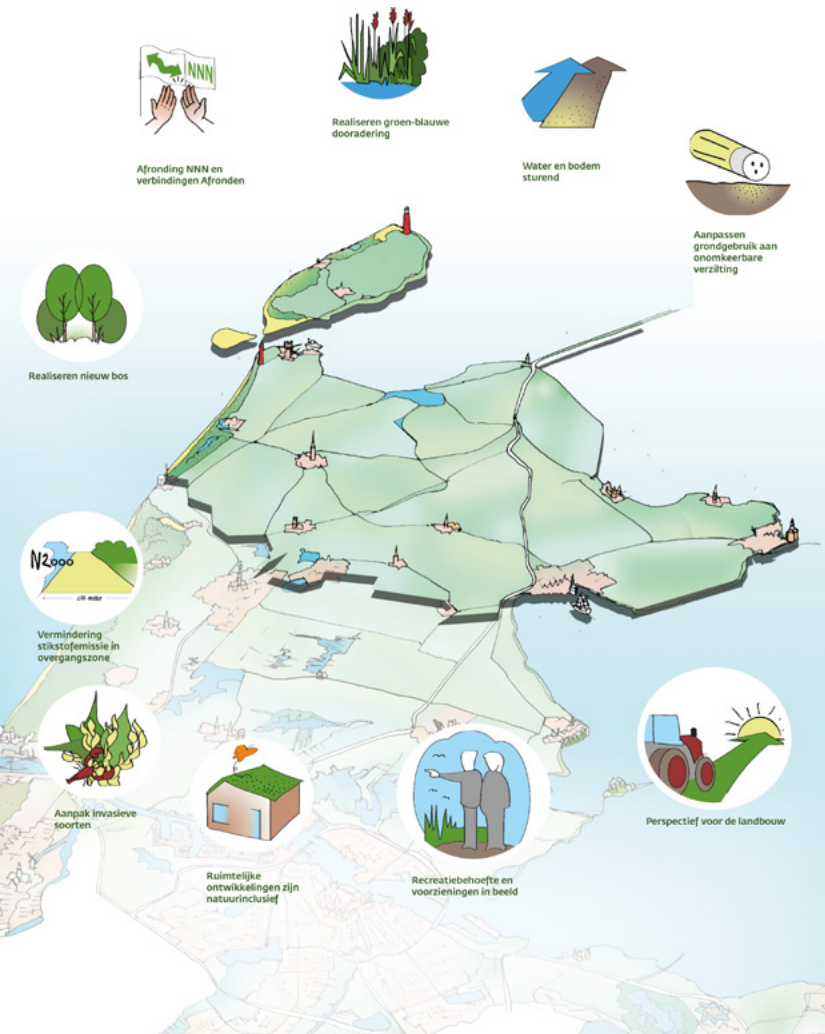 NNN
Afronding NNN en
verbindingen Afronden
Realiseren groen-blauwe
dooradering
Water en bodem
sturend
Aanpassen
grondgebruik aan
onomkeerbare
verzilting
Realiseren nieuw bos
N2000
Vermindering
stikstofemissie in
overgangszone
Aanpak invasieve
soorten
Ruimtelijke
ontwikkelingen zijn
natuurinclusief
Recreatiebehoefte en
voorzieningen in beeld
Perspectief voor de landbouw